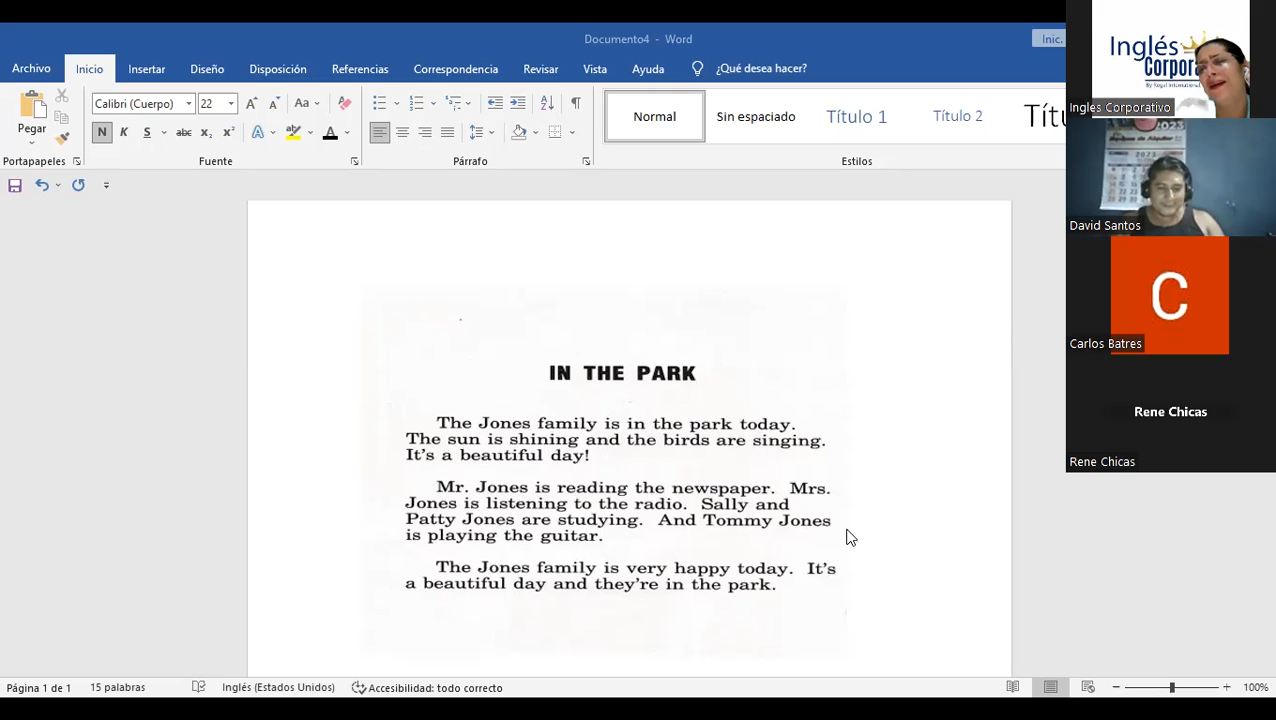 Documento4 - Word
Inic.
Archivo
Inicio
Insertar
Diseño
Disposición
Referencias
Correspondencia
Revisar
Vista
Ayuda
¿Qué desea hacer?
Pegar
Calibri (Cuerpo)
22
Normal
Sin espaciado
Título 1
Título 2
Portapapeles
Fuente
Párrafo
Estilos
IN THE PARK
The Jones family is in the park today.
The sun is shining and the birds are singing.
It's a beautiful day!
Mr. Jones is reading the newspaper. Mrs.
Jones is listening to the radio. Sally and
Patty Jones are studying. And Tommy Jones
is playing the guitar.
The Jones family is very happy today. It's
a beautiful day and they're in the park.
Página 1 de 1
15 palabras
Inglés (Estados Unidos)
Accesibilidad: todo correcto
100%
Inglés
Ingles Corporativo
2023
David Santos
C
Carlos Batres
Rene Chicas
Rene Chicas